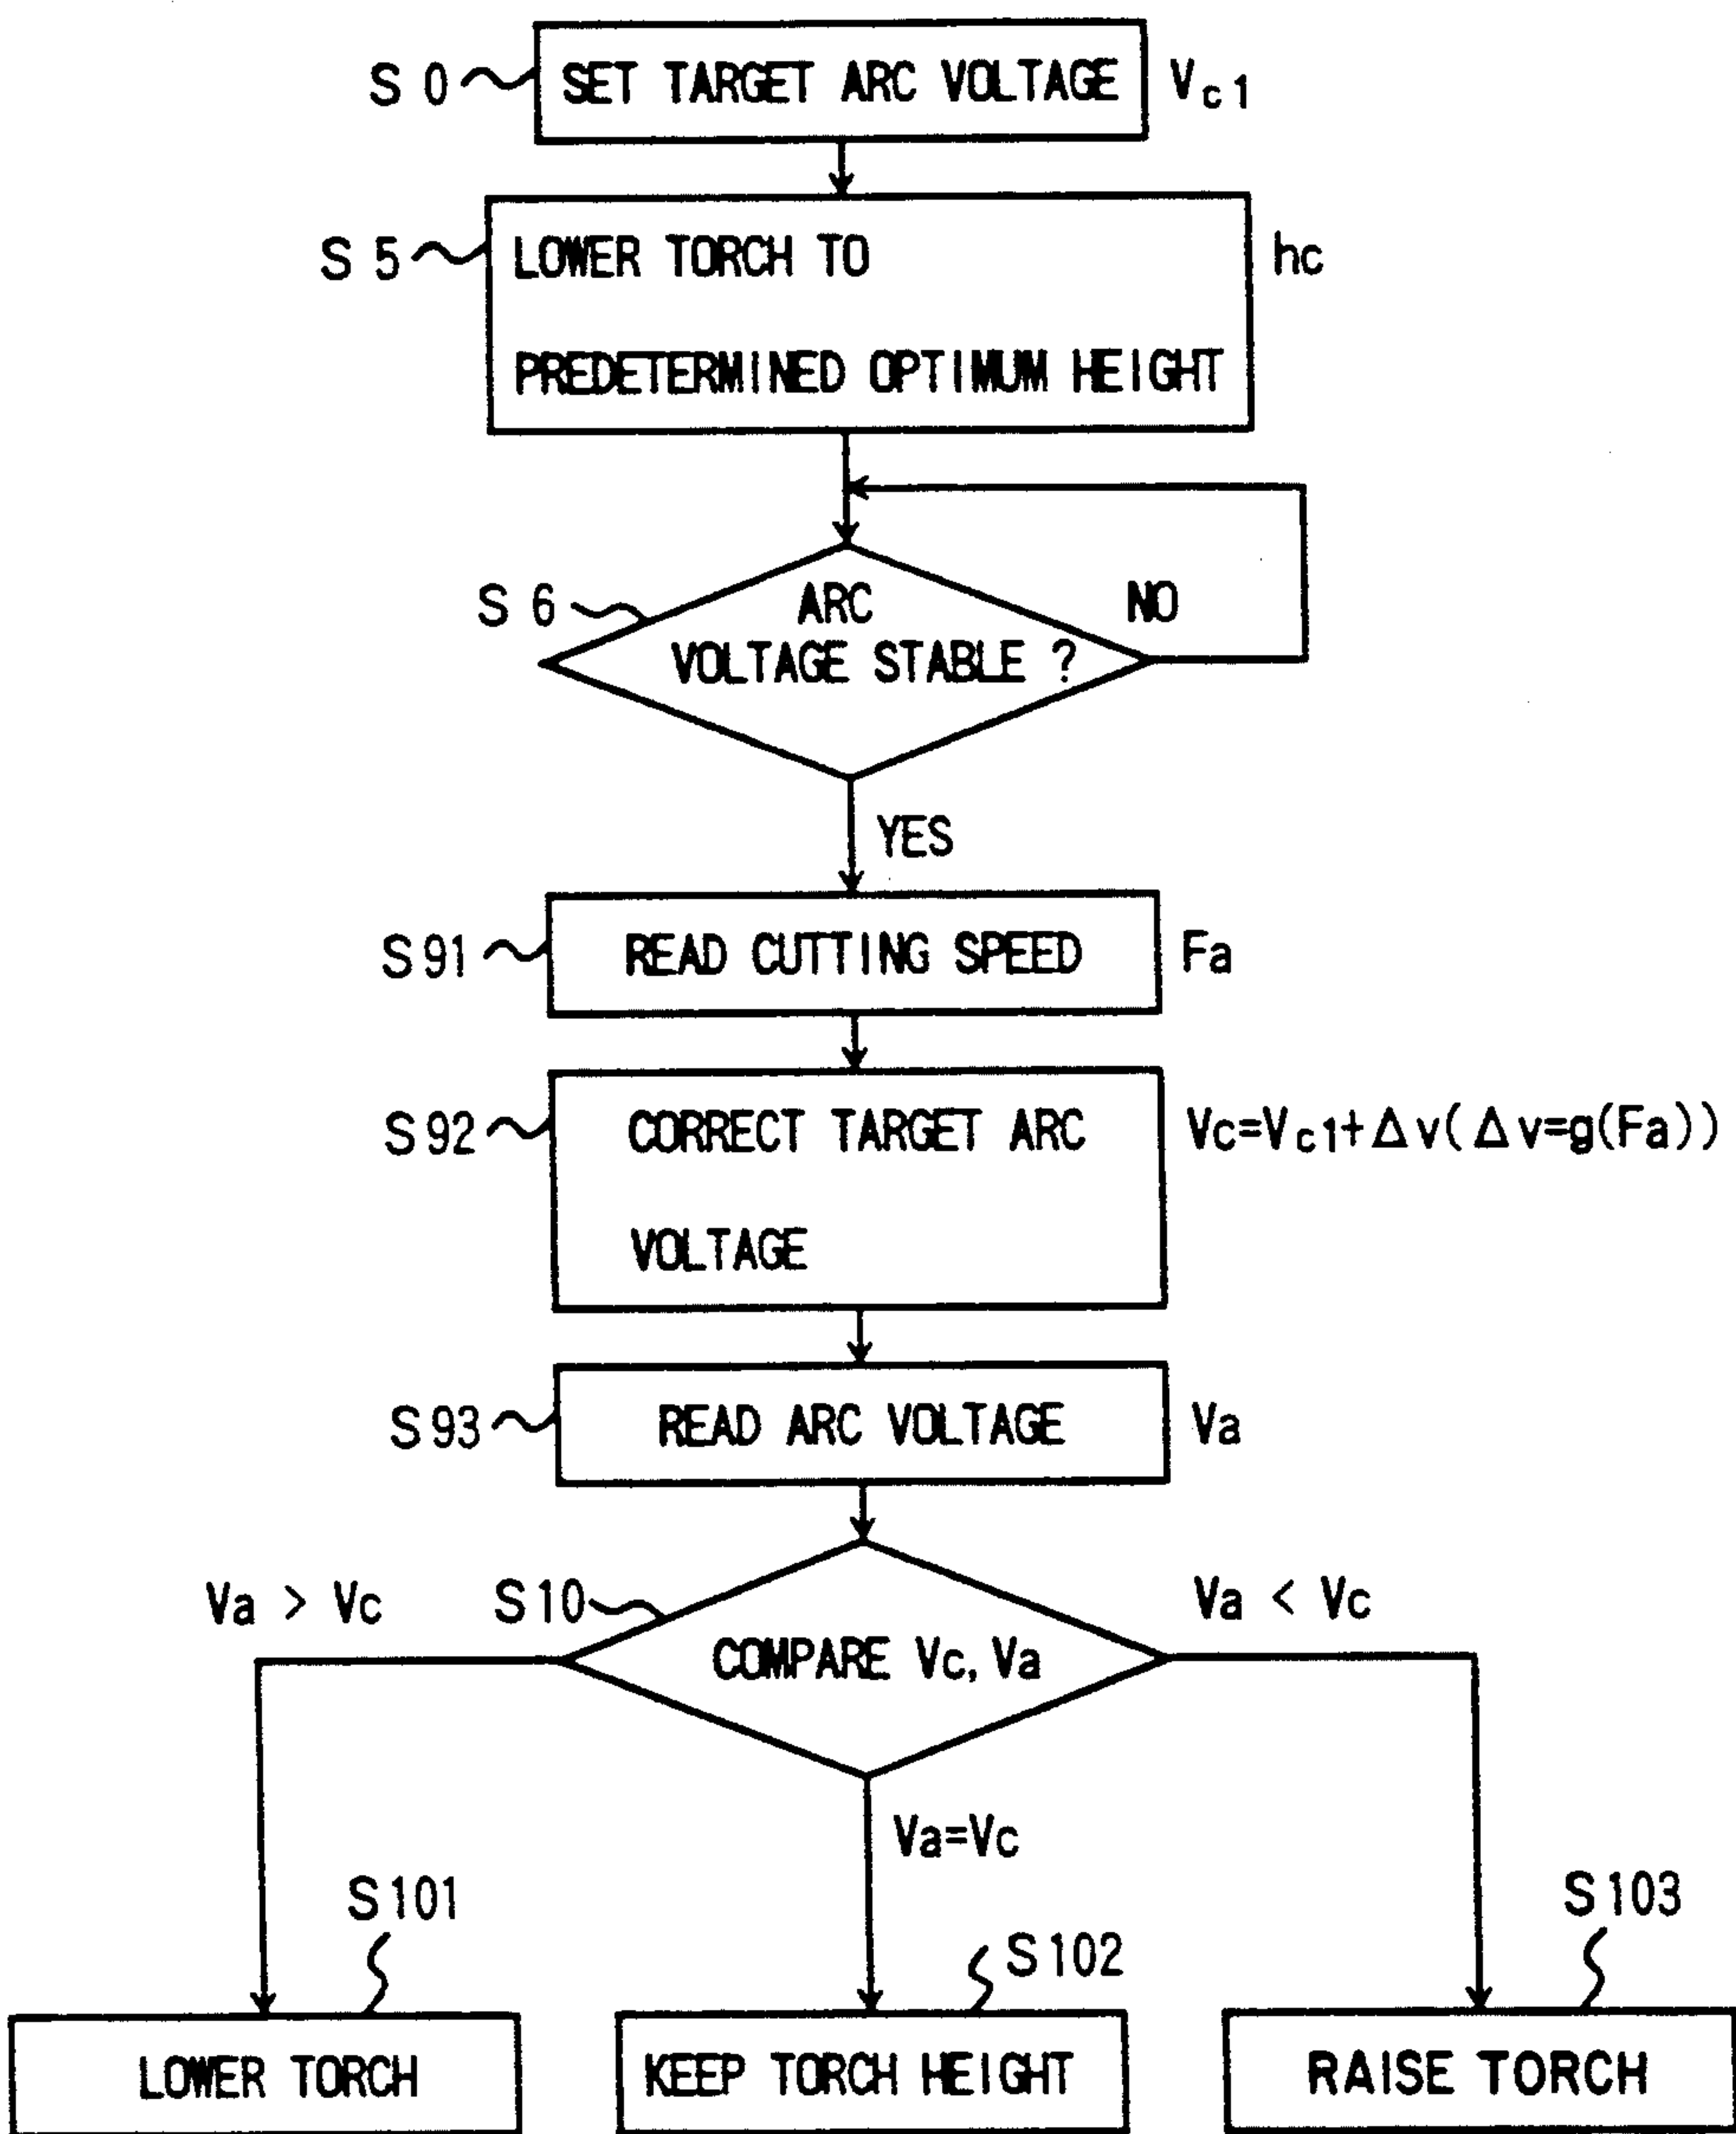 S 0 SET TARGET ARC VOLTAGE Vc1
S 5 LOWER TORCH TO hc
PREDETERMINED OPTIMUM HEIGHT
S 6 ARC NO
VOLTAGE STABLE ?
YES
S91 READ CUTTING SPEED Fa
S92 CORRECT TARGET ARC Vc=Vc1+Δv(Δv=g(Fa))
VOLTAGE
S93 READ ARC VOLTAGE Va
Va > Vc S10 Va < Vc
COMPARE Vc, Va
Va=Vc
S101 S102 S103
LOWER TORCH KEEP TORCH HEIGHT RAISE TORCH